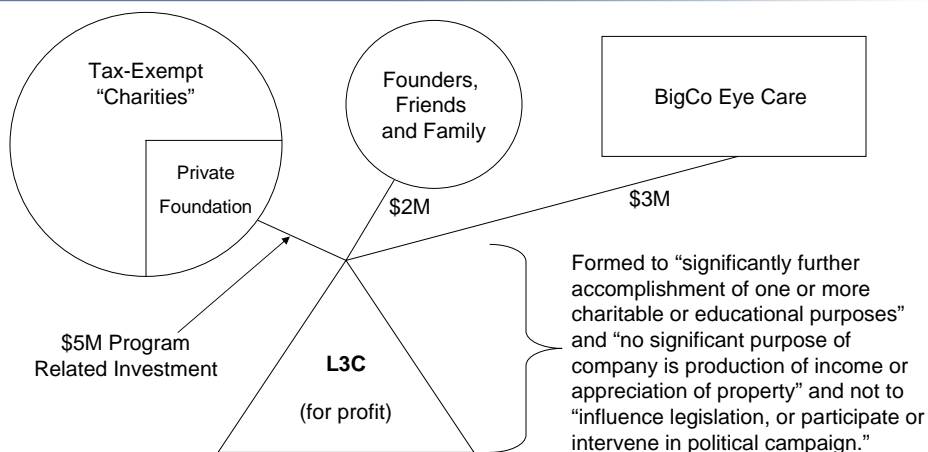 Tax-Exempt
“Charities”
Private
Foundation
Founders,
Friends
and Family
BigCo Eye Care
$2M
$3M
$5M Program
Related Investment
L3C
(for profit)
Formed to “significantly further
accomplishment of one or more
charitable or educational purposes”
and “no significant purpose of
company is production of income or
appreciation of property” and not to
“influence legislation, or participate or
intervene in political campaign.”